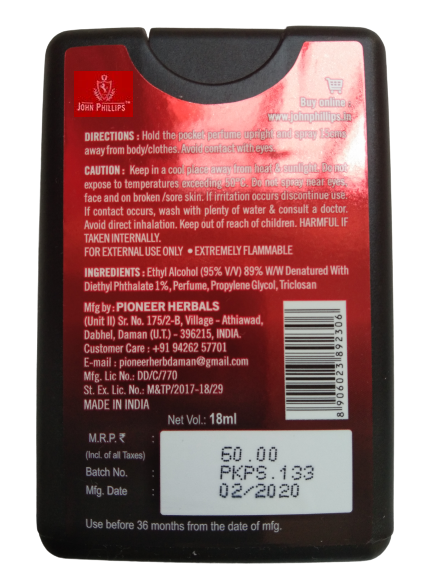 JOHN PHILLIPS™
Buy online :
www.johnphillips.in
DIRECTIONS : Hold the pocket perfume upright and spray 15cms
away from body/clothes. Avoid contact with eyes.
CAUTION : Keep in a cool place away from heat & sunlight. Do not
expose to temperatures exceeding 50°C. Do not spray near eyes,
face and on broken /sore skin. If irritation occurs discontinue use.
If contact occurs, wash with plenty of water & consult a doctor.
Avoid direct inhalation. Keep out of reach of children. HARMFUL IF
TAKEN INTERNALLY.
FOR EXTERNAL USE ONLY • EXTREMELY FLAMMABLE
INGREDIENTS : Ethyl Alcohol (95% V/V) 89% W/W Denatured With
Diethyl Phthalate 1%, Perfume, Propylene Glycol, Triclosan
Mfg by : PIONEER HERBALS
(Unit II) Sr. No. 175/2-B, Village - Athiawad,
Dabhel, Daman (U.T.) - 396215, INDIA.
Customer Care : +91 94262 57701
E-mail : pioneerherbdaman@gmail.com
Mfg. Lic No.: DD/C/770
St. Ex. Lic. No.: M&TP/2017-18/29
MADE IN INDIA
8 906023 892306
Net Vol.: 18ml
M.R.P. ₹ : 60.00
(Incl. of all Taxes)
Batch No. : PKPS.133
Mfg. Date : 02/2020
Use before 36 months from the date of mfg.